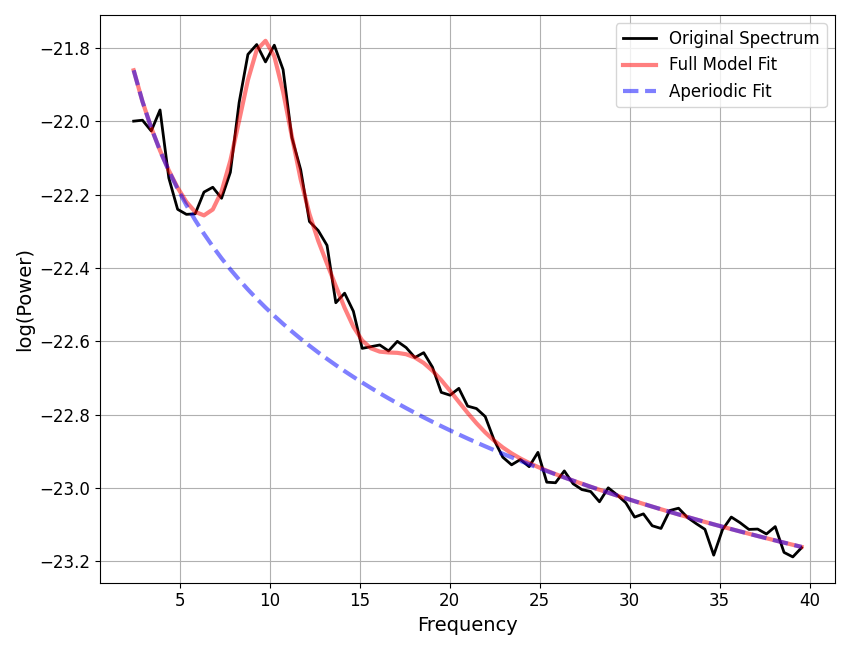 −21.8
−22.0
−22.2
−22.4
−22.6
−22.8
−23.0
−23.2
log(Power)
5 10 15 20 25 30 35 40
Frequency
Original Spectrum
Full Model Fit
Aperiodic Fit